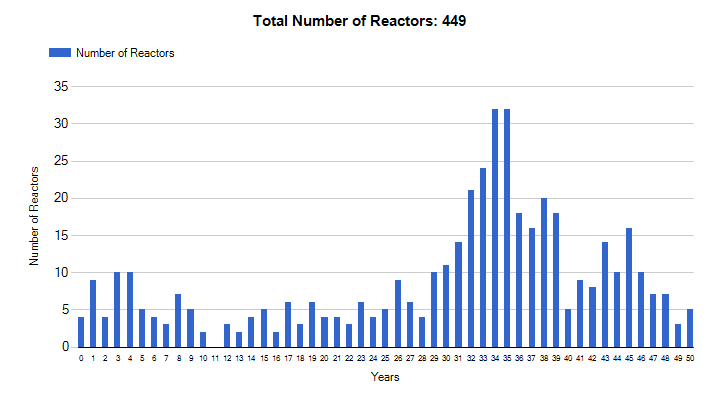 Total Number of Reactors: 449
Number of Reactors
35
30
25
20
15
10
5
0
Number of Reactors
0 1 2 3 4 5 6 7 8 9 10 11 12 13 14 15 16 17 18 19 20 21 22 23 24 25 26 27 28 29 30 31 32 33 34 35 36 37 38 39 40 41 42 43 44 45 46 47 48 49 50
Years